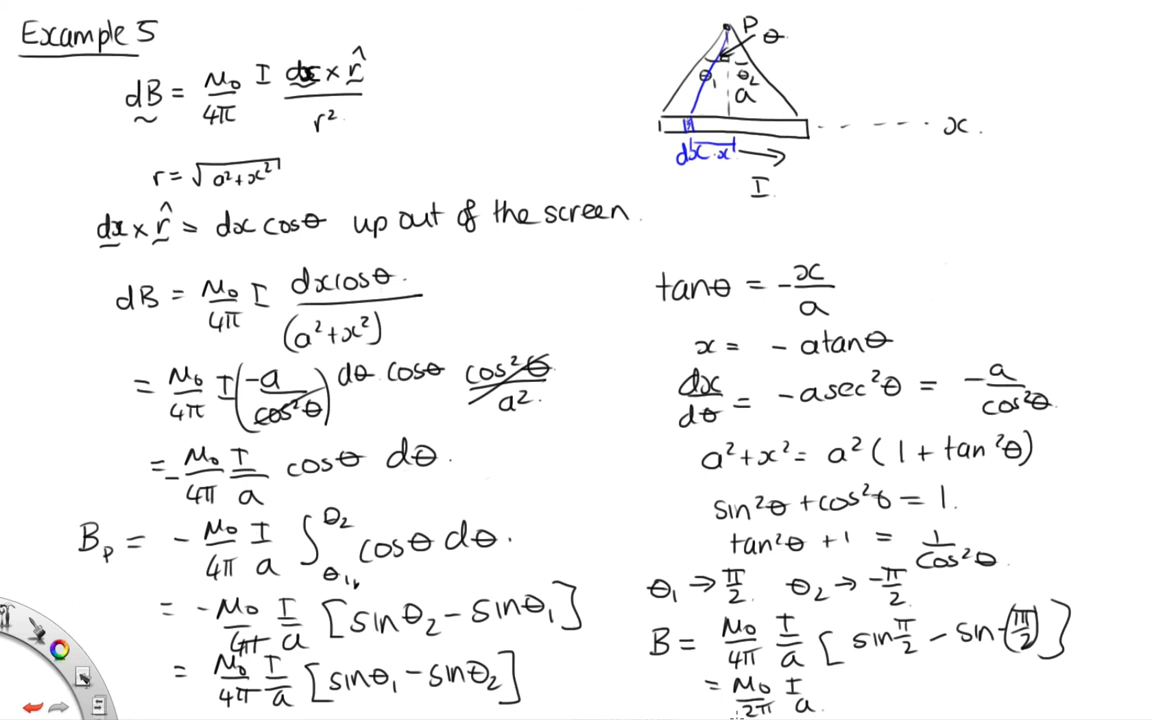 Example 5
dB = μ₀/4π I dx × r̂ / r²
r = √(a²+x²)
dx × r̂ = dx cosθ up out of the screen.
dB = μ₀/4π I dx cosθ / (a²+x²)
= μ₀/4π I (-a/cos²θ) dθ cosθ cos²θ/a²
= -μ₀/4π I/a cosθ dθ.
Bₚ = - μ₀/4π I/a ∫θ₁ θ₂ cosθ dθ.
= -μ₀/4π I/a [sinθ₂ - sinθ₁]
= μ₀/4π I/a [sinθ₁ - sinθ₂]
P
θ
θ₁ θ₂
a
x.
dx x
I
tanθ = -x/a
x = - a tanθ
dx/dθ = -a sec²θ = -a/cos²θ
a²+x² = a²(1 + tan²θ)
sin²θ + cos²θ = 1.
tan²θ + 1 = 1/cos²θ
θ₁ → π/2 θ₂ → -π/2
B = μ₀/4π I/a [sin π/2 - sin -(π/2)]
= μ₀/2π I/a.